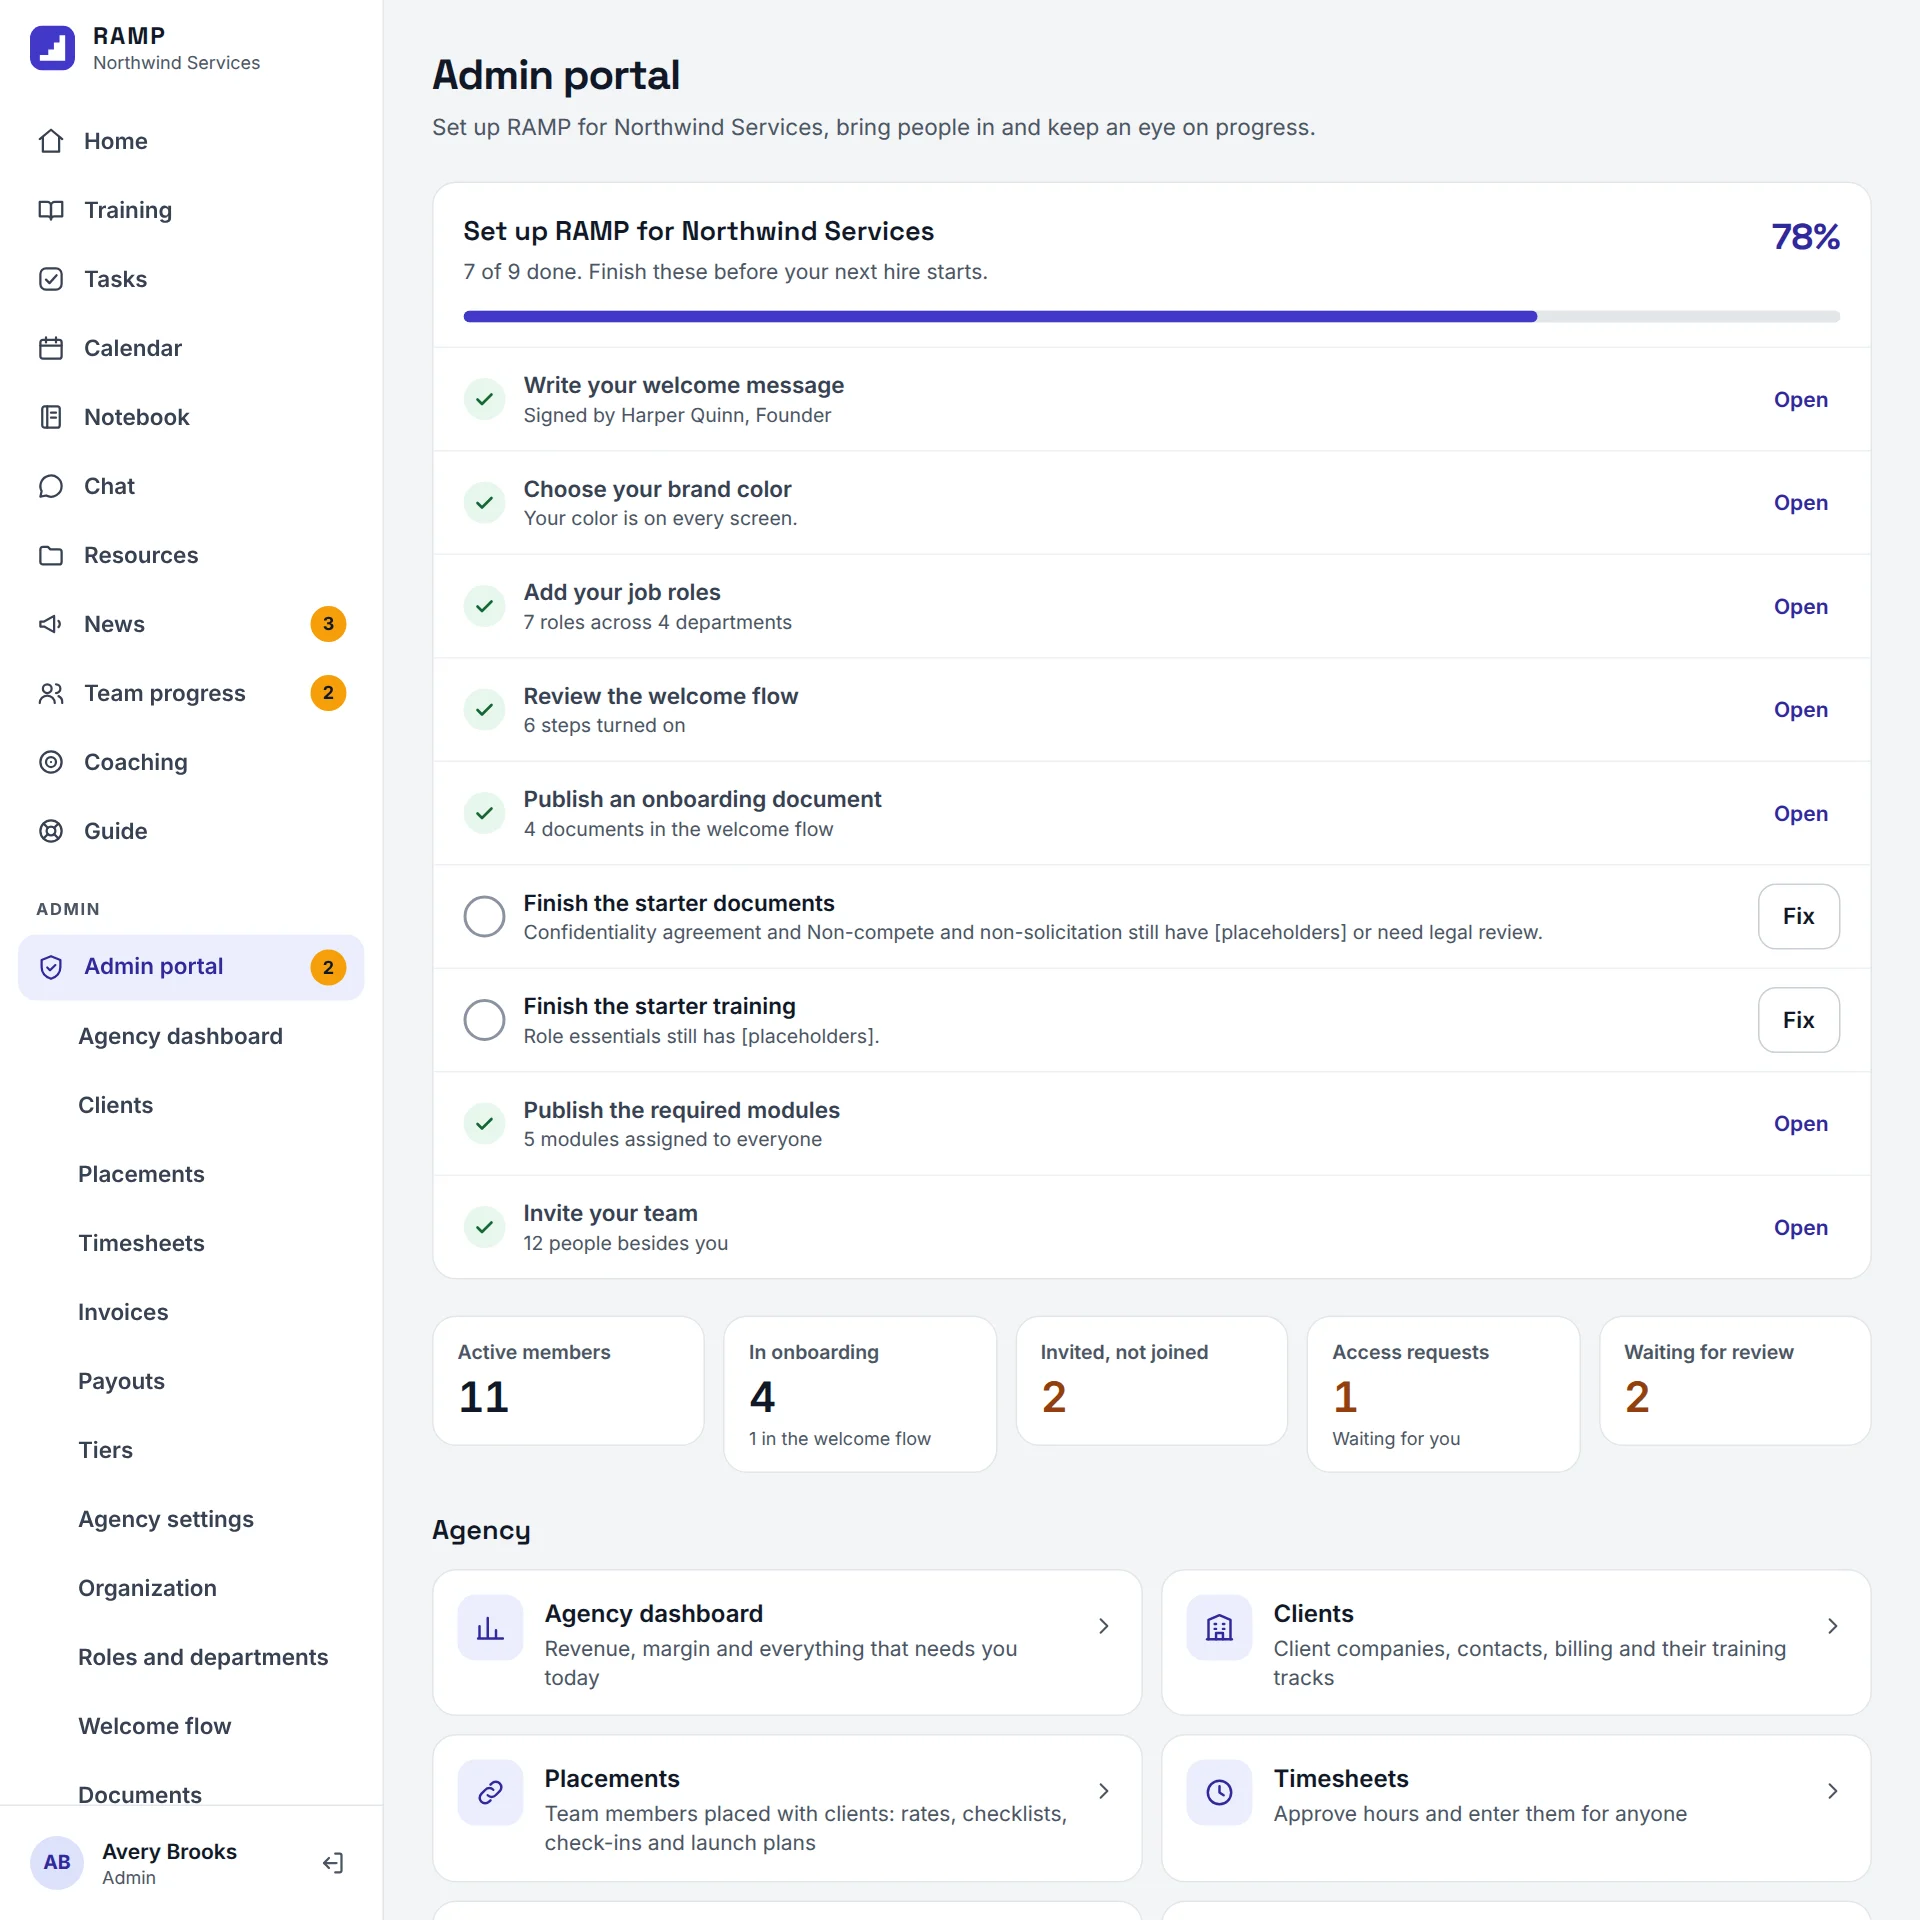 RAMP
Northwind Services
Home
Training
Tasks
Calendar
Notebook
Chat
Resources
News
3
Team progress
2
Coaching
Guide
ADMIN
Admin portal
2
Agency dashboard
Clients
Placements
Timesheets
Invoices
Payouts
Tiers
Agency settings
Organization
Roles and departments
Welcome flow
Documents
AB
Avery Brooks
Admin
Admin portal
Set up RAMP for Northwind Services, bring people in and keep an eye on progress.
Set up RAMP for Northwind Services
78%
7 of 9 done. Finish these before your next hire starts.
Write your welcome message
Signed by Harper Quinn, Founder
Open
Choose your brand color
Your color is on every screen.
Open
Add your job roles
7 roles across 4 departments
Open
Review the welcome flow
6 steps turned on
Open
Publish an onboarding document
4 documents in the welcome flow
Open
Finish the starter documents
Confidentiality agreement and Non-compete and non-solicitation still have [placeholders] or need legal review.
Fix
Finish the starter training
Role essentials still has [placeholders].
Fix
Publish the required modules
5 modules assigned to everyone
Open
Invite your team
12 people besides you
Open
Active members
11
In onboarding
4
1 in the welcome flow
Invited, not joined
2
Access requests
1
Waiting for you
Waiting for review
2
Agency
Agency dashboard
Revenue, margin and everything that needs you
today
Clients
Client companies, contacts, billing and their training
tracks
Placements
Team members placed with clients: rates, checklists,
check-ins and launch plans
Timesheets
Approve hours and enter them for anyone